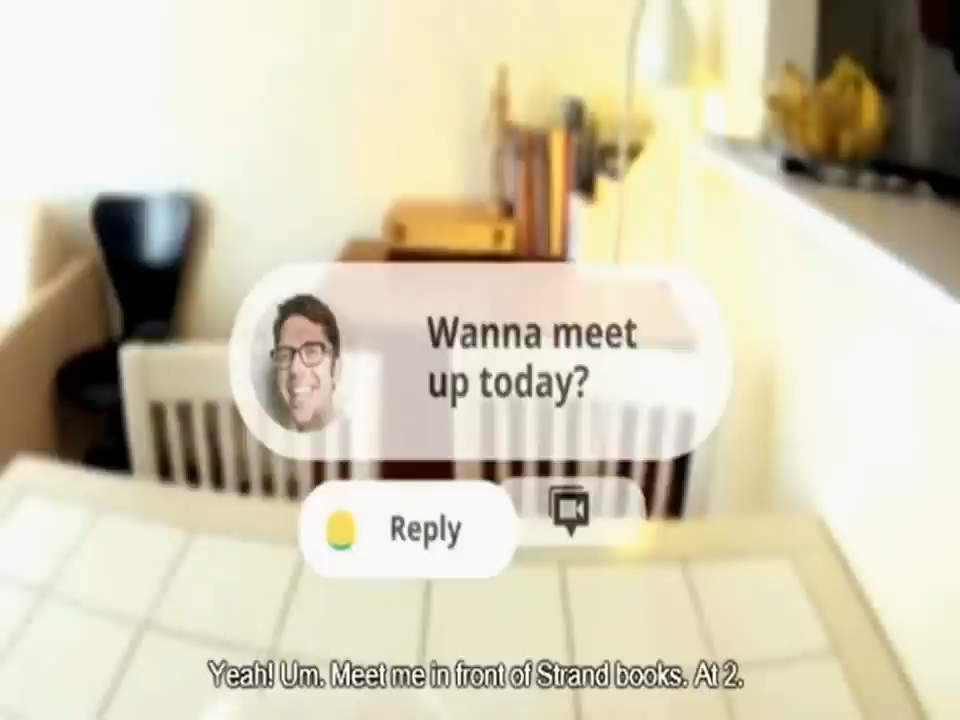 Wanna meet
up today?
Reply
Yeah! Um. Meet me in front of Strand books. At 2.